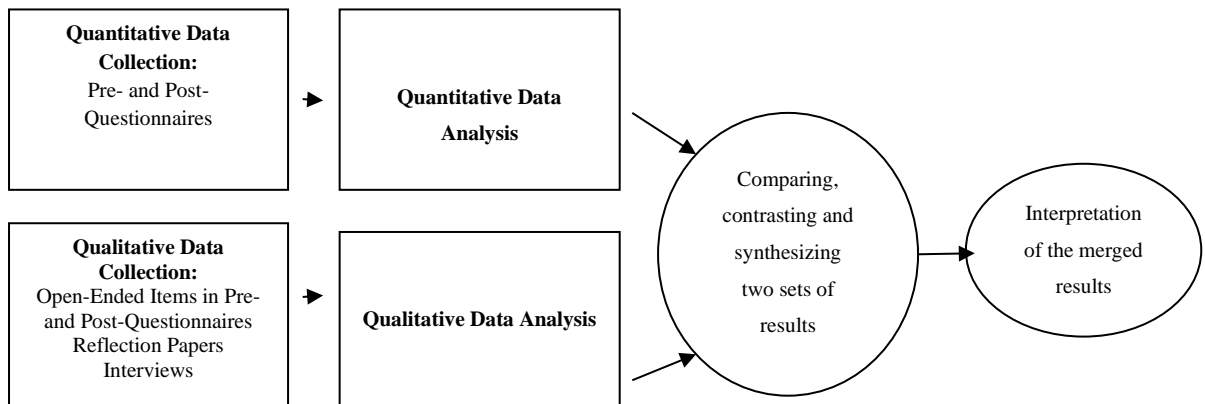 Quantitative Data
Collection:
Pre- and Post-
Questionnaires
Quantitative Data
Analysis
Qualitative Data
Collection:
Open-Ended Items in Pre-
and Post-Questionnaires
Reflection Papers
Interviews
Qualitative Data Analysis
Comparing,
contrasting and
synthesizing
two sets of
results
Interpretation
of the merged
results